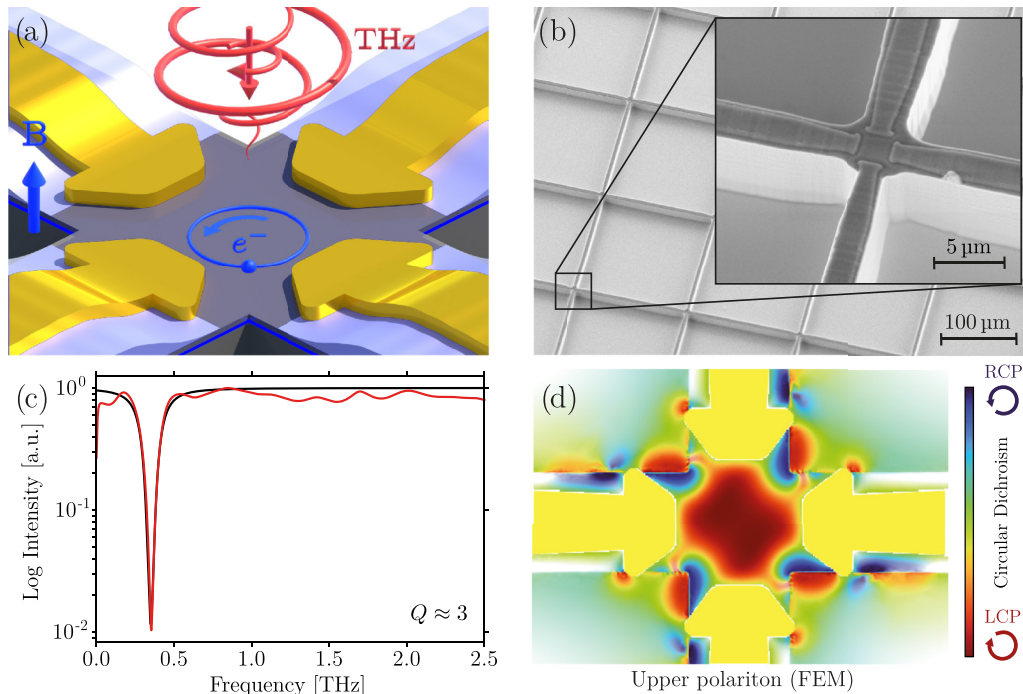 (a)
THz
B
e⁻
(b)
5 µm
100 µm
(c)
10⁰
10⁻¹
10⁻²
Log Intensity [a.u.]
Q ≈ 3
0.0 0.5 1.0 1.5 2.0 2.5
Frequency [THz]
(d)
RCP
Circular Dichroism
LCP
Upper polariton (FEM)